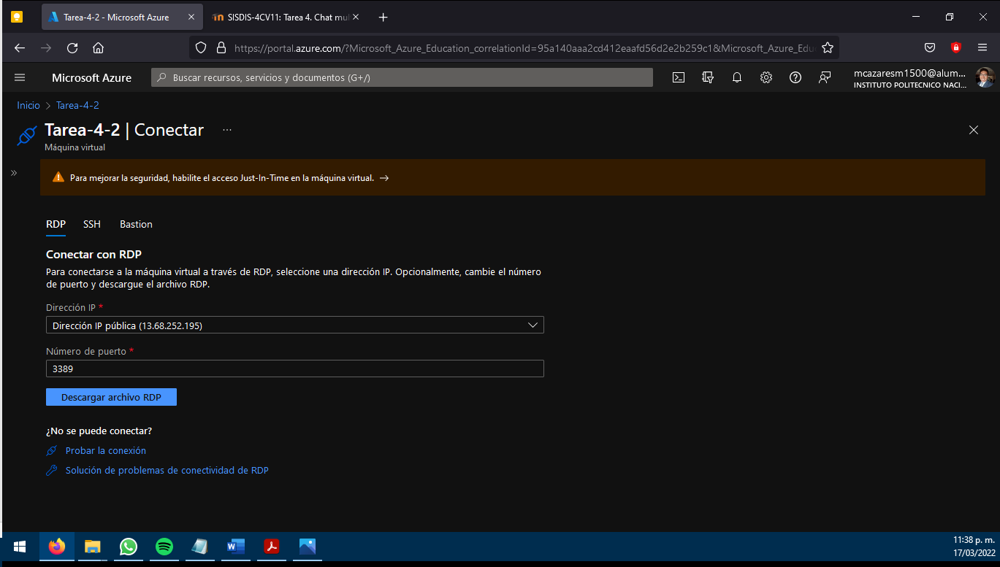 Tarea-4-2 - Microsoft Azure
SISDIS-4CV11: Tarea 4. Chat mul
https://portal.azure.com/?Microsoft_Azure_Education_correlationId=95a140aaa2cd412eaafd56d2e2b259c1&Microsoft_Azure_Edu
Microsoft Azure
Buscar recursos, servicios y documentos (G+/)
mcazaresm1500@alum...
INSTITUTO POLITECNICO NACI...
Inicio > Tarea-4-2
Tarea-4-2 | Conectar ...
Máquina virtual
Para mejorar la seguridad, habilite el acceso Just-In-Time en la máquina virtual. →
RDP SSH Bastion
Conectar con RDP
Para conectarse a la máquina virtual a través de RDP, seleccione una dirección IP. Opcionalmente, cambie el número
de puerto y descargue el archivo RDP.
Dirección IP *
Dirección IP pública (13.68.252.195)
Número de puerto *
3389
Descargar archivo RDP
¿No se puede conectar?
Probar la conexión
Solución de problemas de conectividad de RDP
11:38 p. m.
17/03/2022